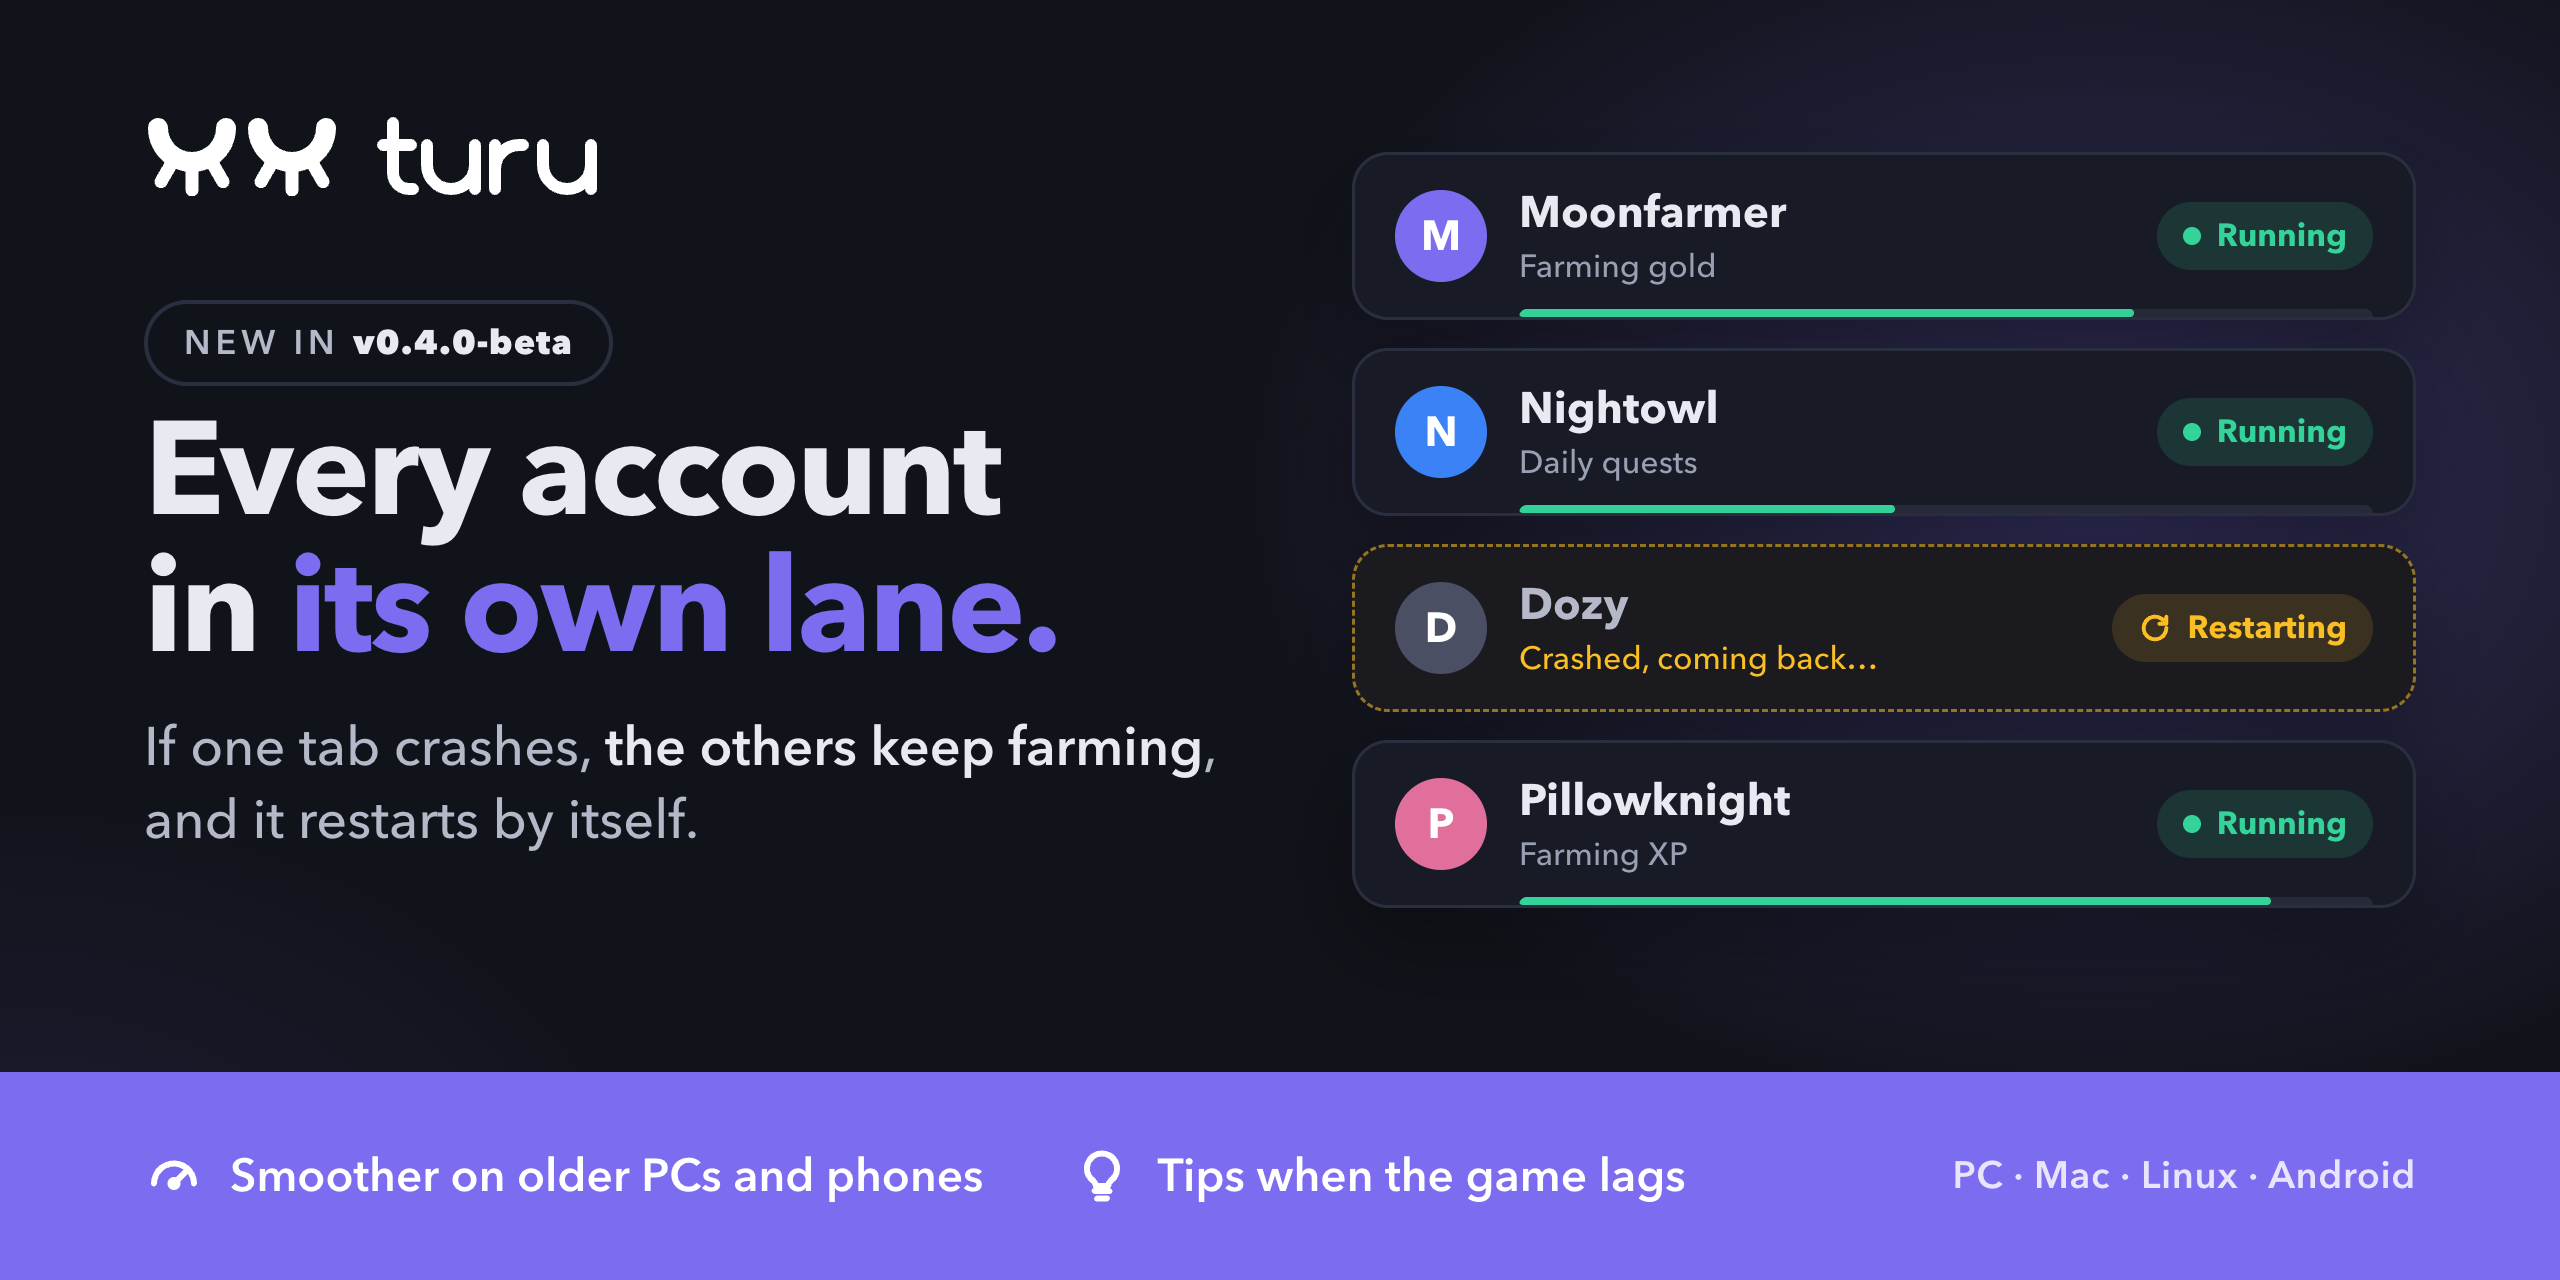 turu
NEW IN v0.4.0-beta
Every account
in its own lane.
If one tab crashes, the others keep farming,
and it restarts by itself.
M
Moonfarmer
Farming gold
Running
N
Nightowl
Daily quests
Running
D
Dozy
Crashed, coming back...
Restarting
P
Pillowknight
Farming XP
Running
Smoother on older PCs and phones
Tips when the game lags
PC · Mac · Linux · Android